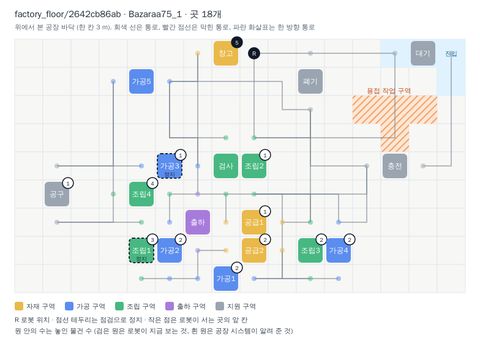 factory_floor/2642cb86ab · Bazaraa75_1 · 곳 18개
위에서 본 공장 바닥 (한 칸 3 m). 회색 선은 통로, 빨간 점선은 막힌 통로, 파란 화살표는 한 방향 통로
창고 5
R
대기
진입
가공5
폐기
용접 작업 구역
가공3 1
검사
조립2 1
충전
공구 1
조립4 4
출하
공급1 1
조립1 3
가공2 2
공급2 2
조립3 2
가공4 2
가공1 2
자재 구역
가공 구역
조립 구역
출하 구역
지원 구역
R 로봇 위치 · 점선 테두리는 점검으로 정지 · 작은 점은 로봇이 서는 곳의 앞 칸
원 안의 수는 놓인 물건 수 (검은 원은 로봇이 지금 보는 것, 흰 원은 공장 시스템이 알려 준 것)